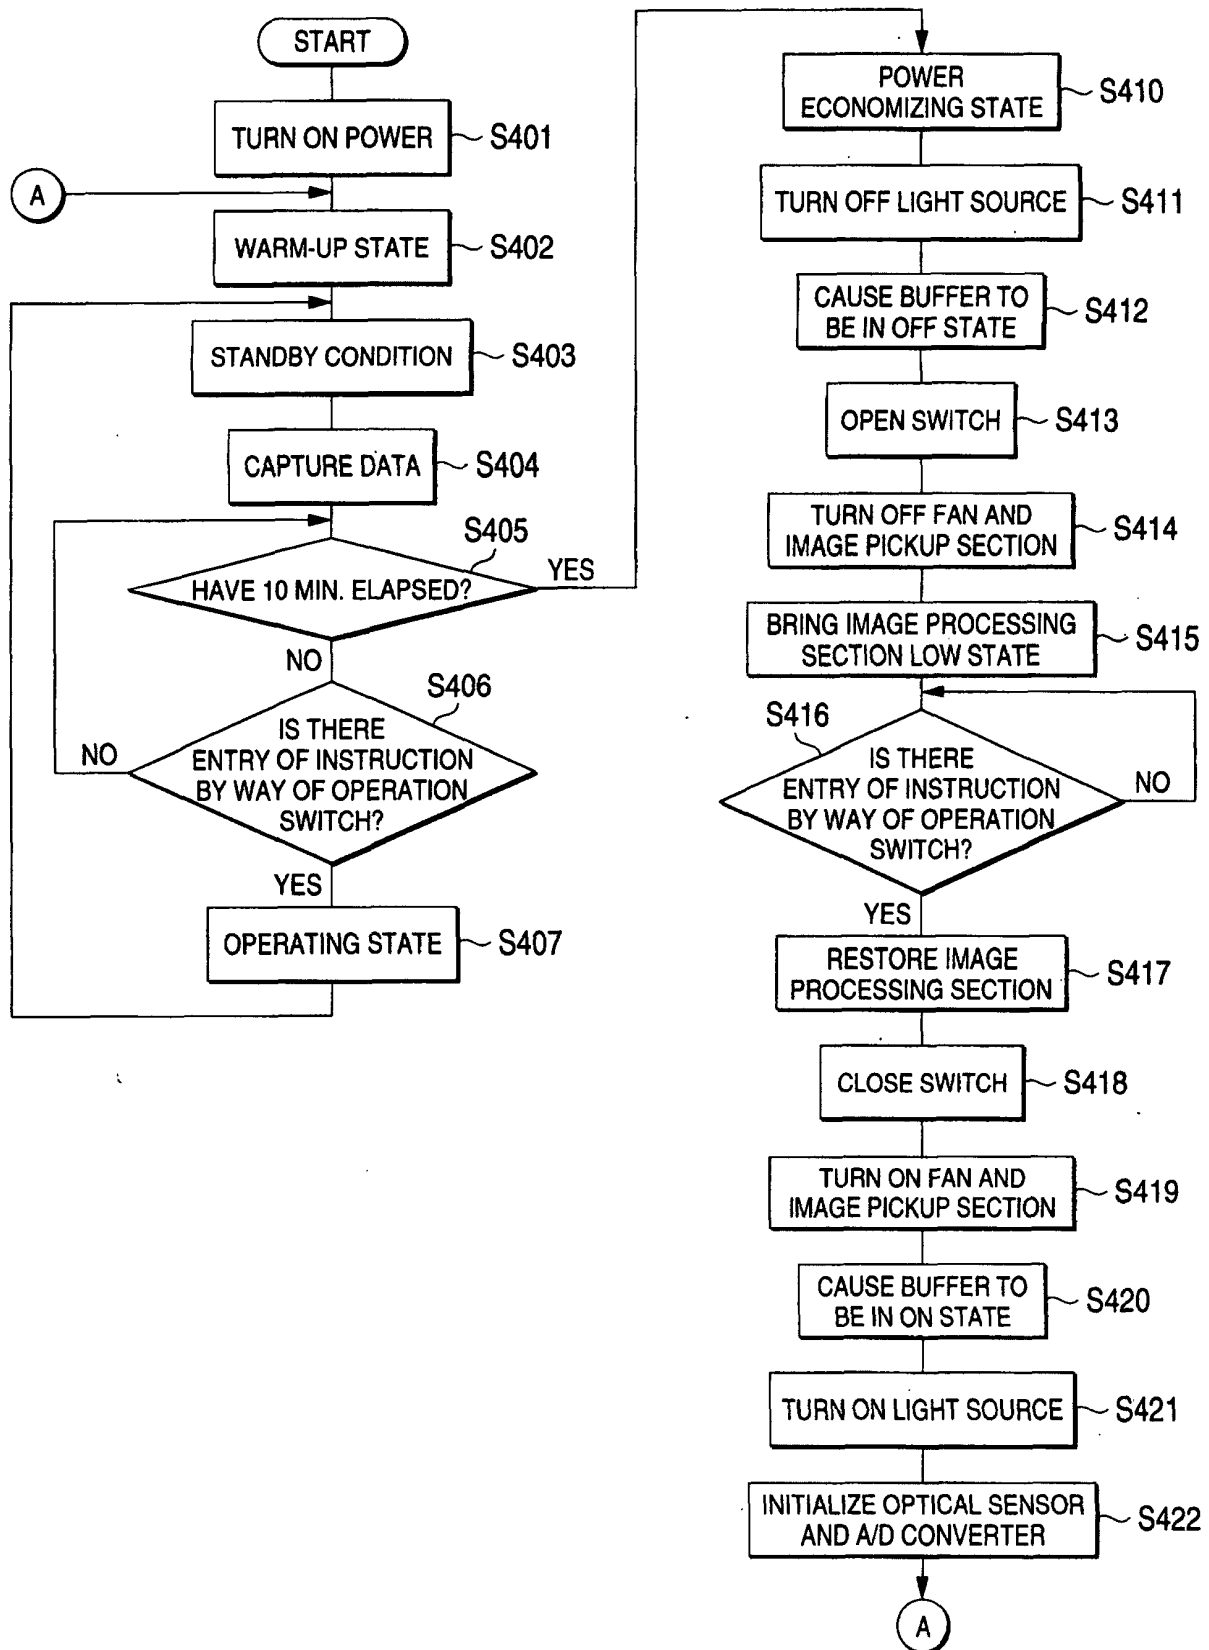 START
TURN ON POWER
S401
A
WARM-UP STATE
S402
STANDBY CONDITION
S403
CAPTURE DATA
S404
S405
HAVE 10 MIN. ELAPSED?
YES
NO
S406
IS THERE
ENTRY OF INSTRUCTION
BY WAY OF OPERATION
SWITCH?
NO
YES
OPERATING STATE
S407
POWER
ECONOMIZING STATE
S410
TURN OFF LIGHT SOURCE
S411
CAUSE BUFFER TO
BE IN OFF STATE
S412
OPEN SWITCH
S413
TURN OFF FAN AND
IMAGE PICKUP SECTION
S414
BRING IMAGE PROCESSING
SECTION LOW STATE
S415
S416
IS THERE
ENTRY OF INSTRUCTION
BY WAY OF OPERATION
SWITCH?
NO
YES
RESTORE IMAGE
PROCESSING SECTION
S417
CLOSE SWITCH
S418
TURN ON FAN AND
IMAGE PICKUP SECTION
S419
CAUSE BUFFER TO
BE IN ON STATE
S420
TURN ON LIGHT SOURCE
S421
INITIALIZE OPTICAL SENSOR
AND A/D CONVERTER
S422
A